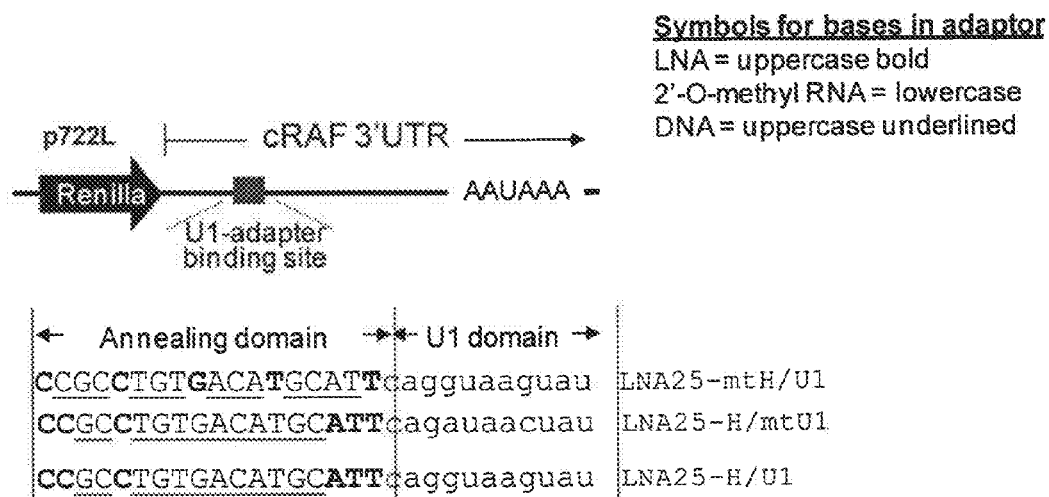 Symbols for bases in adaptor
LNA = uppercase bold
2'-O-methyl RNA = lowercase
DNA = uppercase underlined
p722L
cRAF 3'UTR
Renilla
AAUAAA
U1-adapter
binding site
Annealing domain
U1 domain
CCGCCTGTGACATGCATTcagguaaguau LNA25-mtH/U1
CCGCCTGTGACATGCATTcagauaacuau LNA25-H/mtU1
CCGCCTGTGACATGCATTcagguaaguau LNA25-H/U1